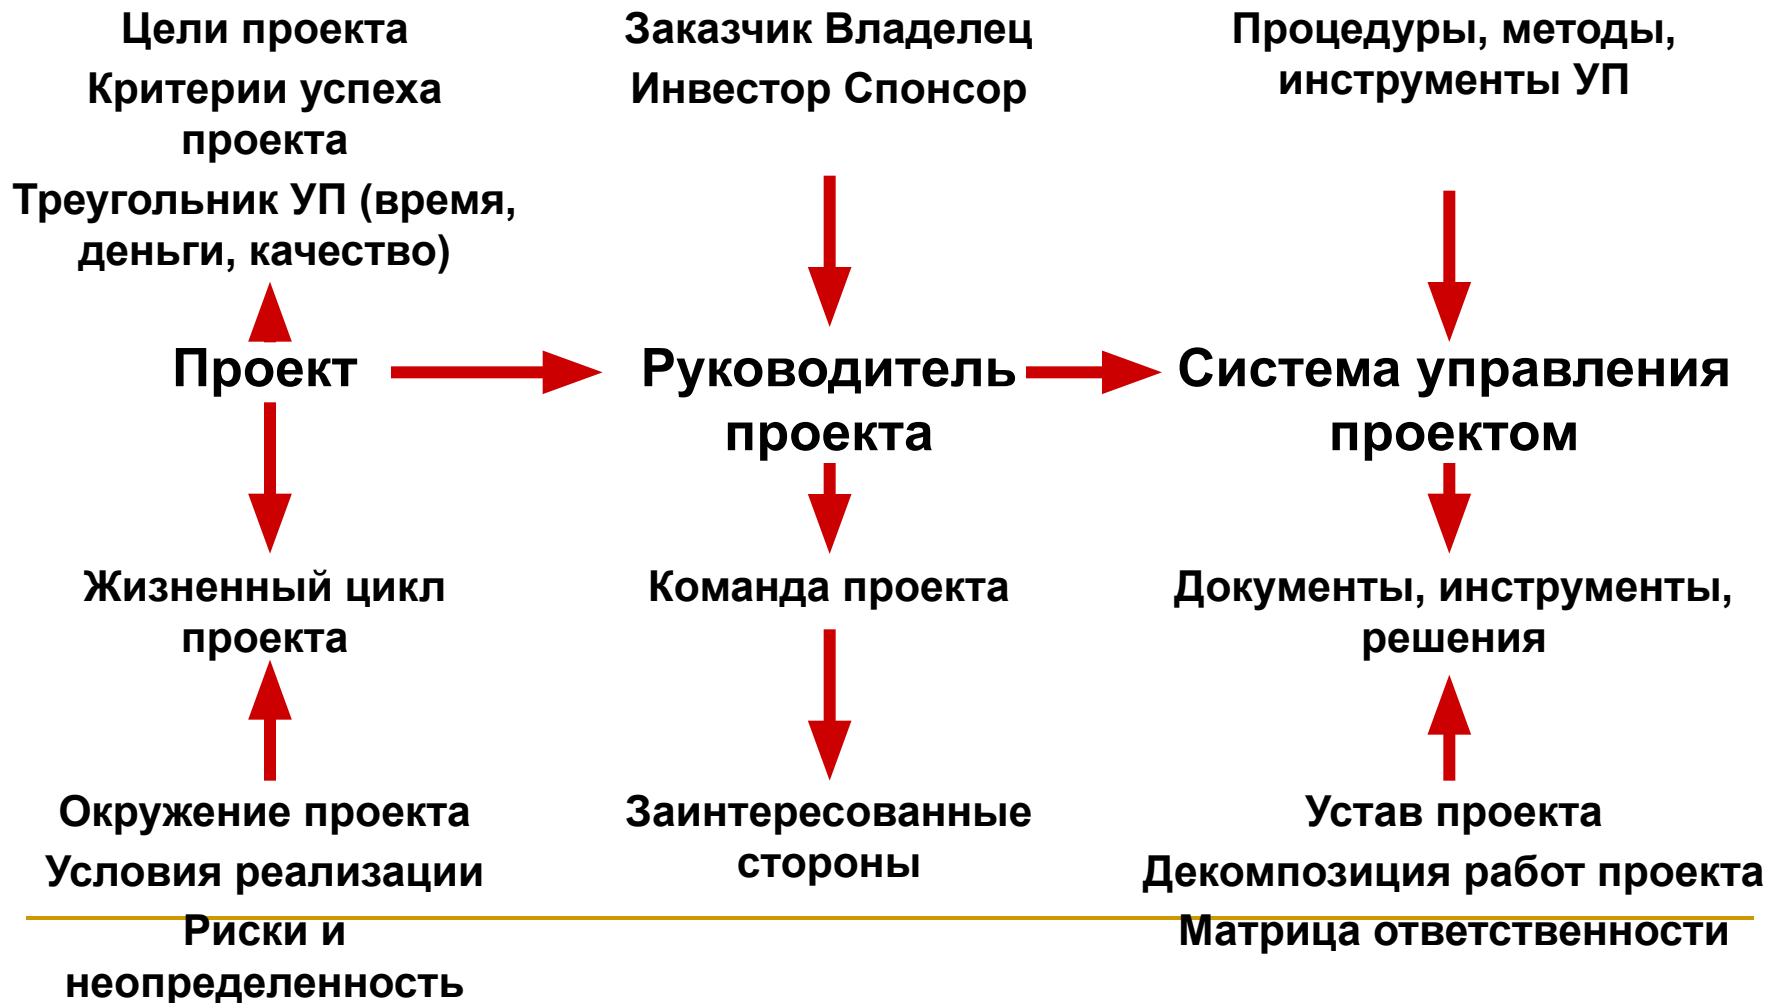 Цели проекта
Критерии успеха
проекта
Треугольник УП (время,
деньги, качество)
Заказчик Владелец
Инвестор Спонсор
Процедуры, методы,
инструменты УП
Проект
Руководитель
проекта
Система управления
проектом
Жизненный цикл
проекта
Команда проекта
Документы, инструменты,
решения
Окружение проекта
Условия реализации
Риски и
неопределенность
Заинтересованные
стороны
Устав проекта
Декомпозиция работ проекта
Матрица ответственности